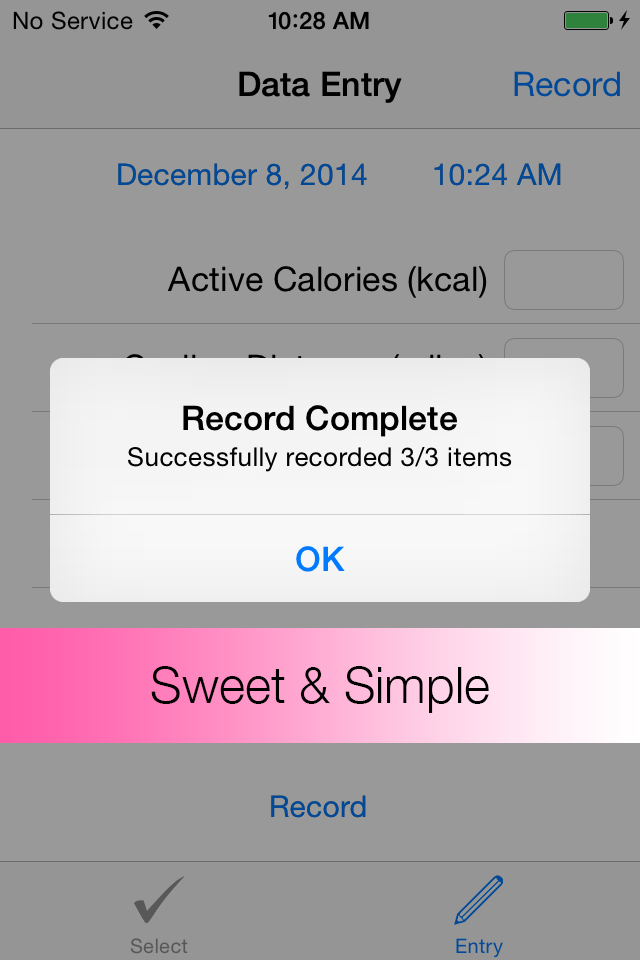 No Service 10:28 AM
Data Entry Record
December 8, 2014 10:24 AM
Active Calories (kcal)
Record Complete
Successfully recorded 3/3 items
OK
Sweet & Simple
Record
Select Entry